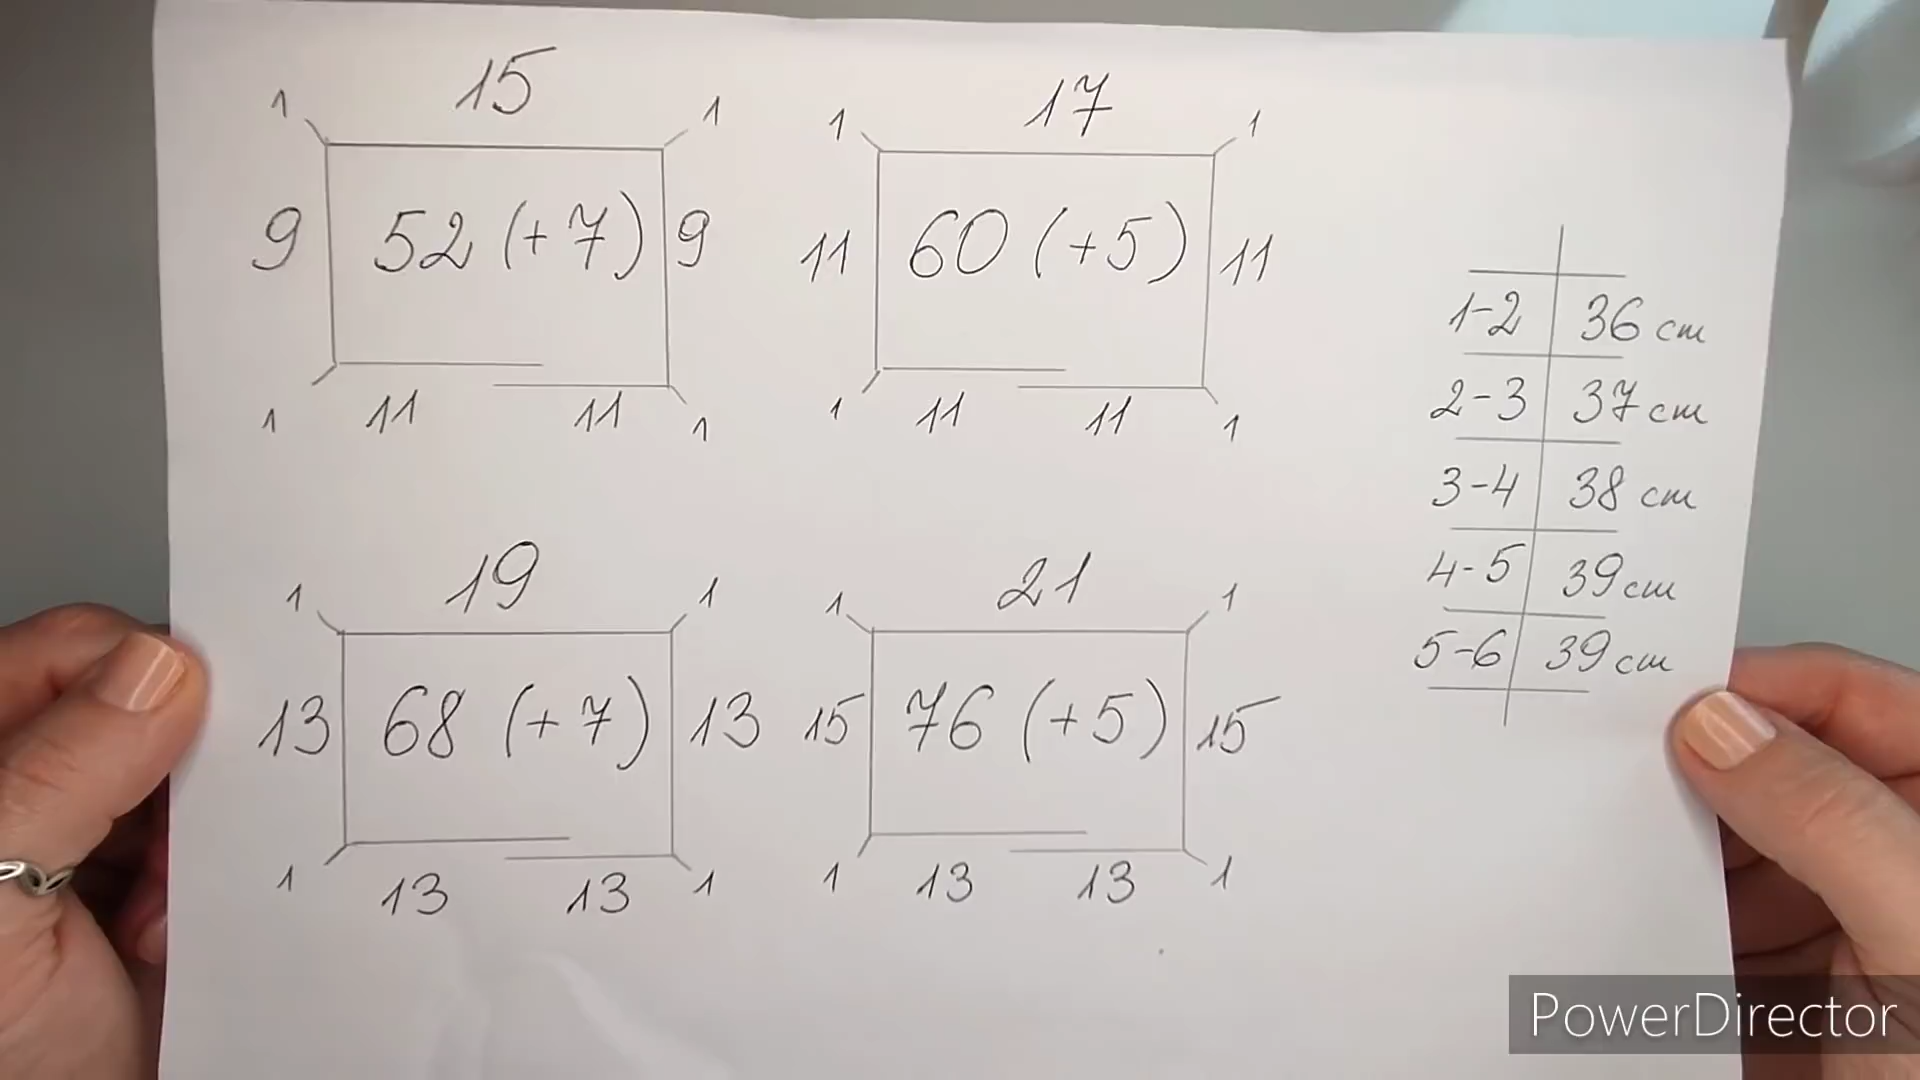 15
1 1
9 52 (+7) 9
1 11 11 1
17
1 1
11 60 (+5) 11
1 11 11 1
19
1 1
13 68 (+7) 13
1 13 13 1
21
1 1
15 76 (+5) 15
1 13 13 1
1-2 36 cm
2-3 37 cm
3-4 38 cm
4-5 39 cm
5-6 39 cm
PowerDirector